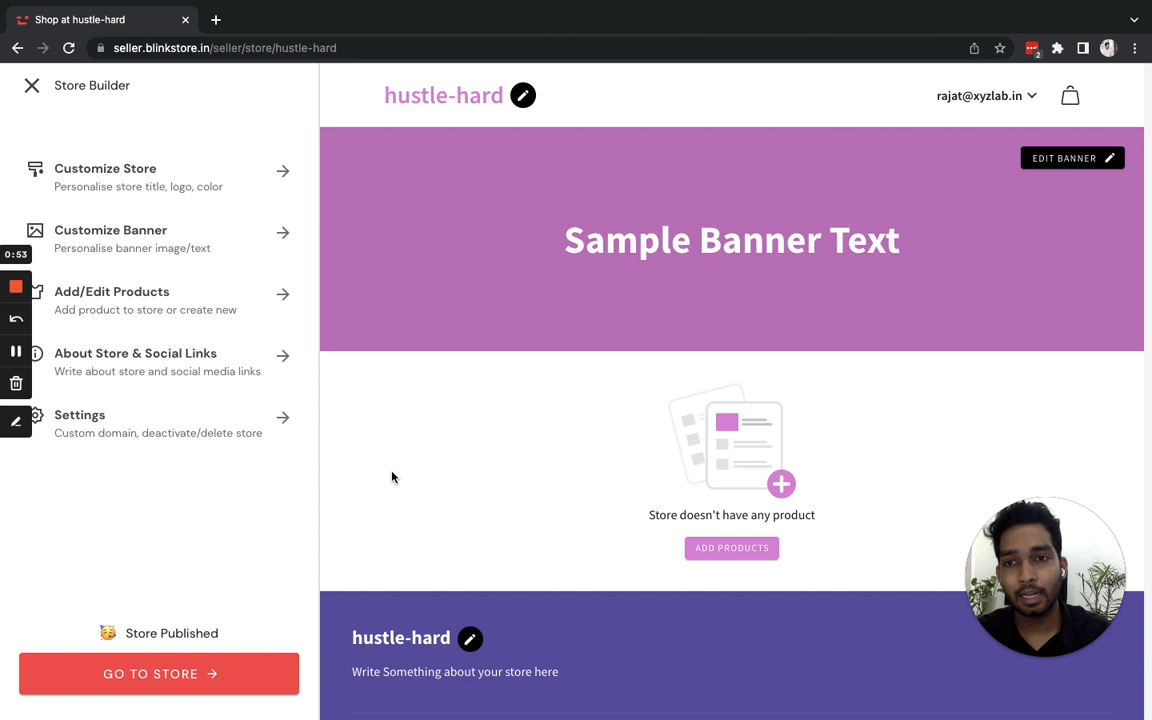 Shop at hustle-hard
seller.blinkstore.in/seller/store/hustle-hard
2
Store Builder
Customize Store
Personalise store title, logo, color
Customize Banner
Personalise banner image/text
0:53
Add/Edit Products
Add product to store or create new
About Store & Social Links
Write about store and social media links
Settings
Custom domain, deactivate/delete store
Store Published
GO TO STORE
hustle-hard
rajat@xyzlab.in
EDIT BANNER
Sample Banner Text
Store doesn't have any product
ADD PRODUCTS
hustle-hard
Write Something about your store here